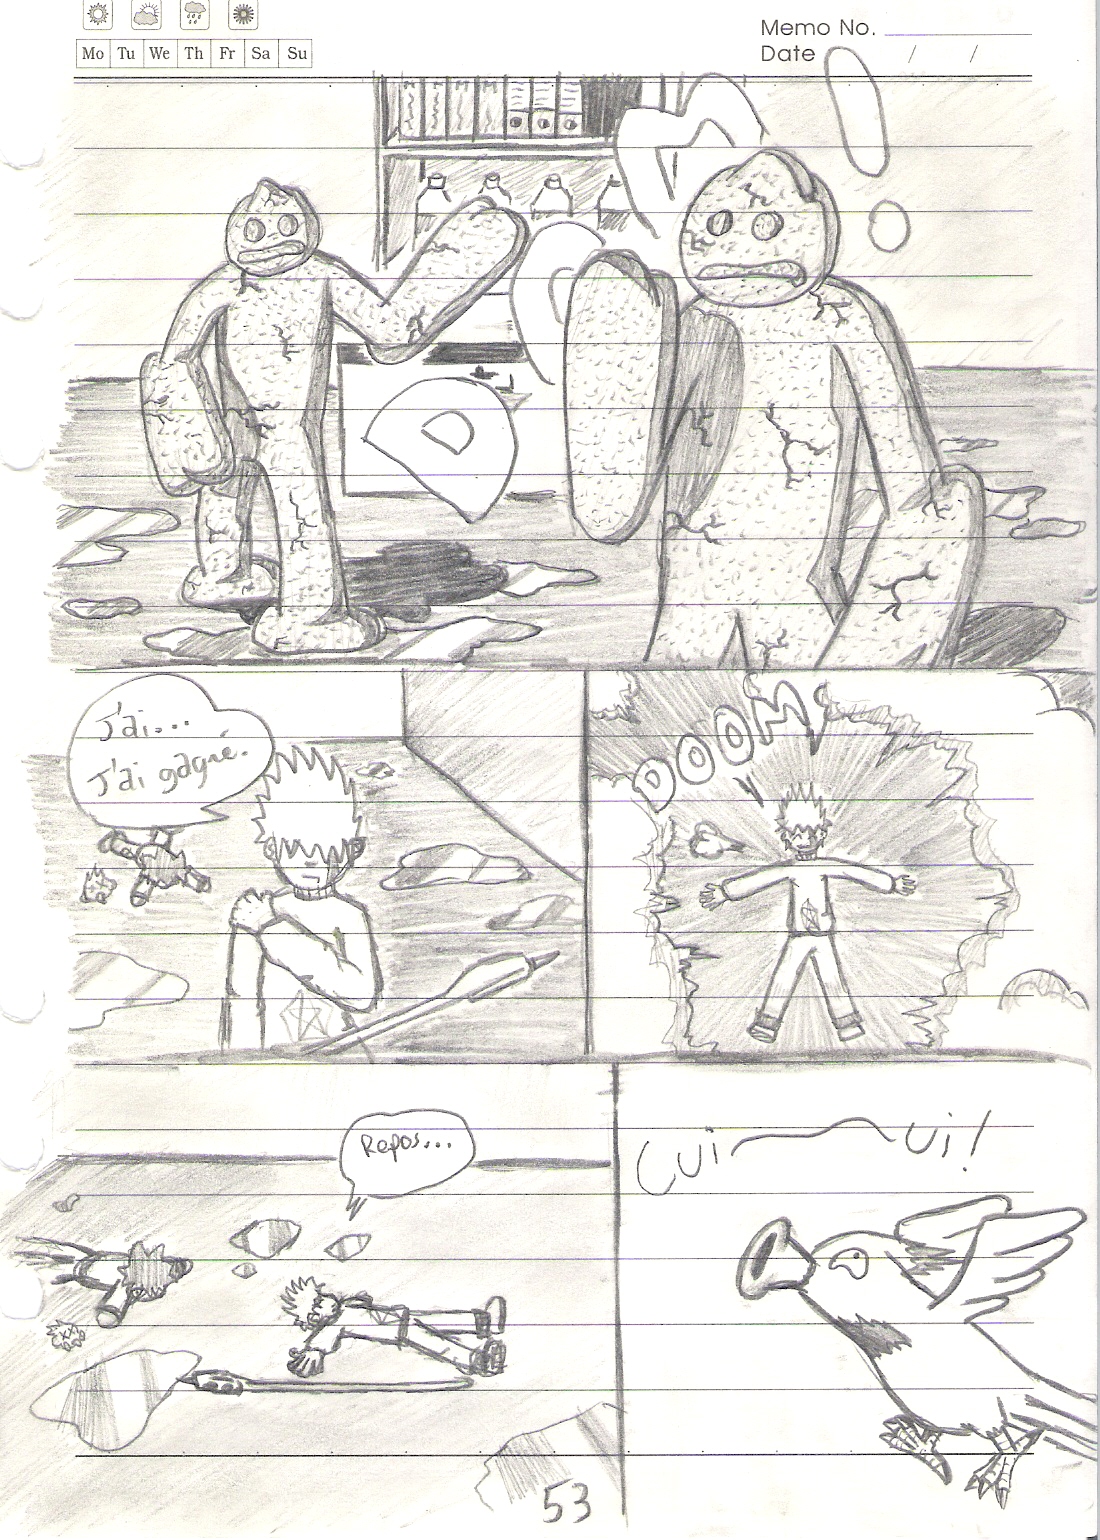 Mo Tu We Th Fr Sa Su
Memo No.
Date / /
J'ai...
J'ai gagné.
DOOM!
Repos...
Cui~ui!
53